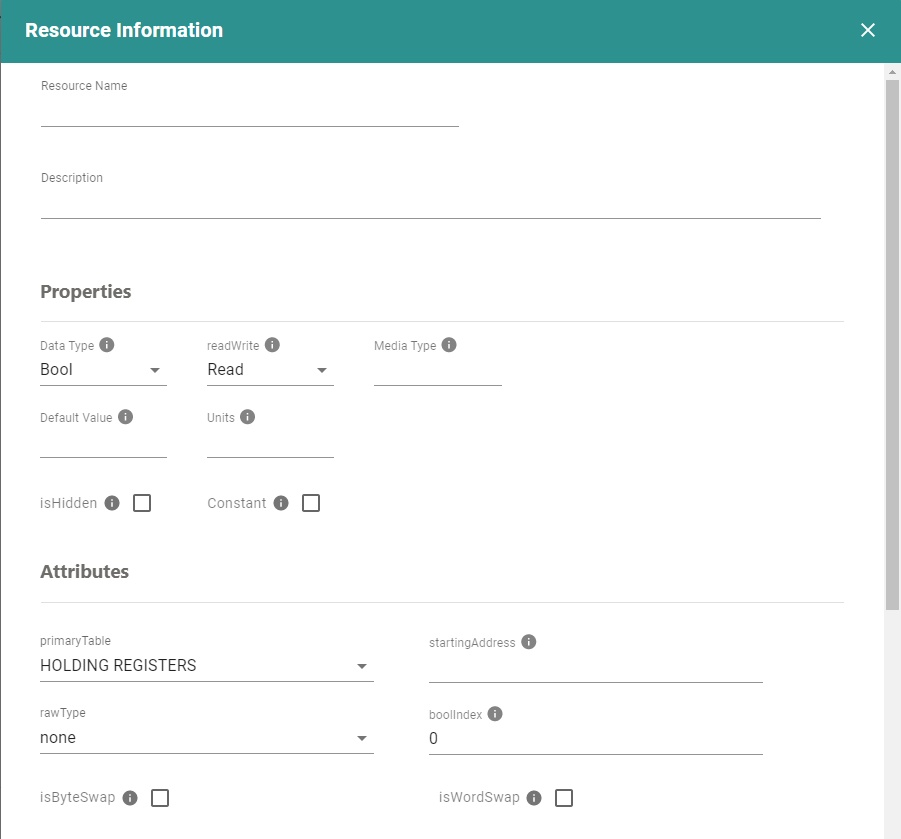 Resource Information
Resource Name
Description
Properties
Data Type readWrite Media Type
Bool Read
Default Value Units
isHidden Constant
Attributes
primaryTable startingAddress
HOLDING REGISTERS
rawType boolIndex
none 0
isByteSwap isWordSwap